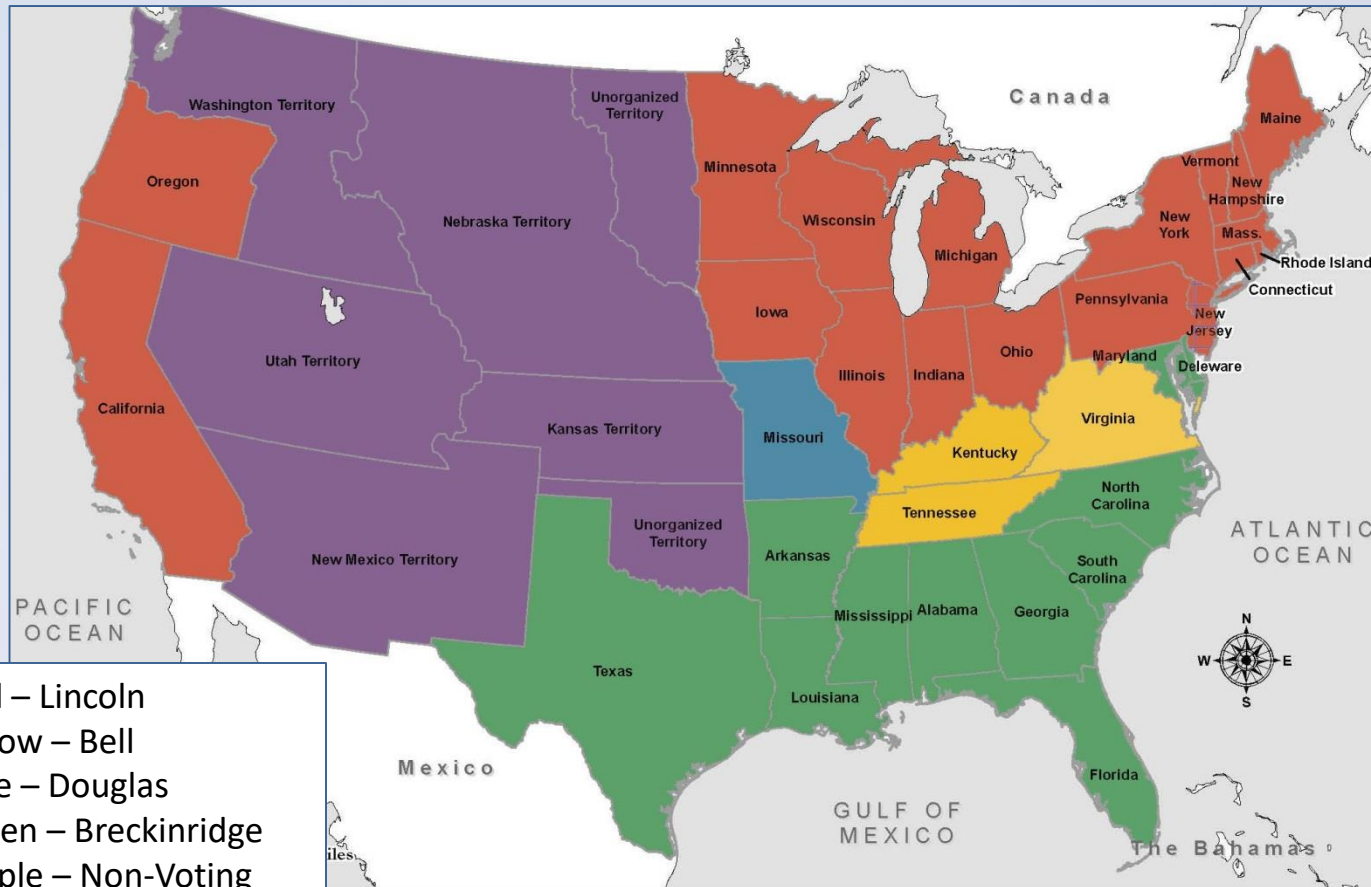 Canada
Washington Territory
Unorganized
Territory
Maine
Oregon
Minnesota
Vermont
New
Hampshire
Nebraska Territory
Wisconsin
New
York
Mass.
Michigan
Rhode Island
Connecticut
Pennsylvania
Iowa
New
Jersey
Utah Territory
Ohio
Maryland
Deleware
Illinois
Indiana
California
Virginia
Kansas Territory
Missouri
Kentucky
North
Carolina
Tennessee
Unorganized
Territory
ATLANTIC
OCEAN
New Mexico Territory
Arkansas
South
Carolina
PACIFIC
OCEAN
Mississippi
Alabama
Georgia
N
W
E
S
Texas
Louisiana
Mexico
Florida
GULF OF
MEXICO
The Bahamas
– Lincoln
– Bell
– Douglas
– Breckinridge
– Non-Voting